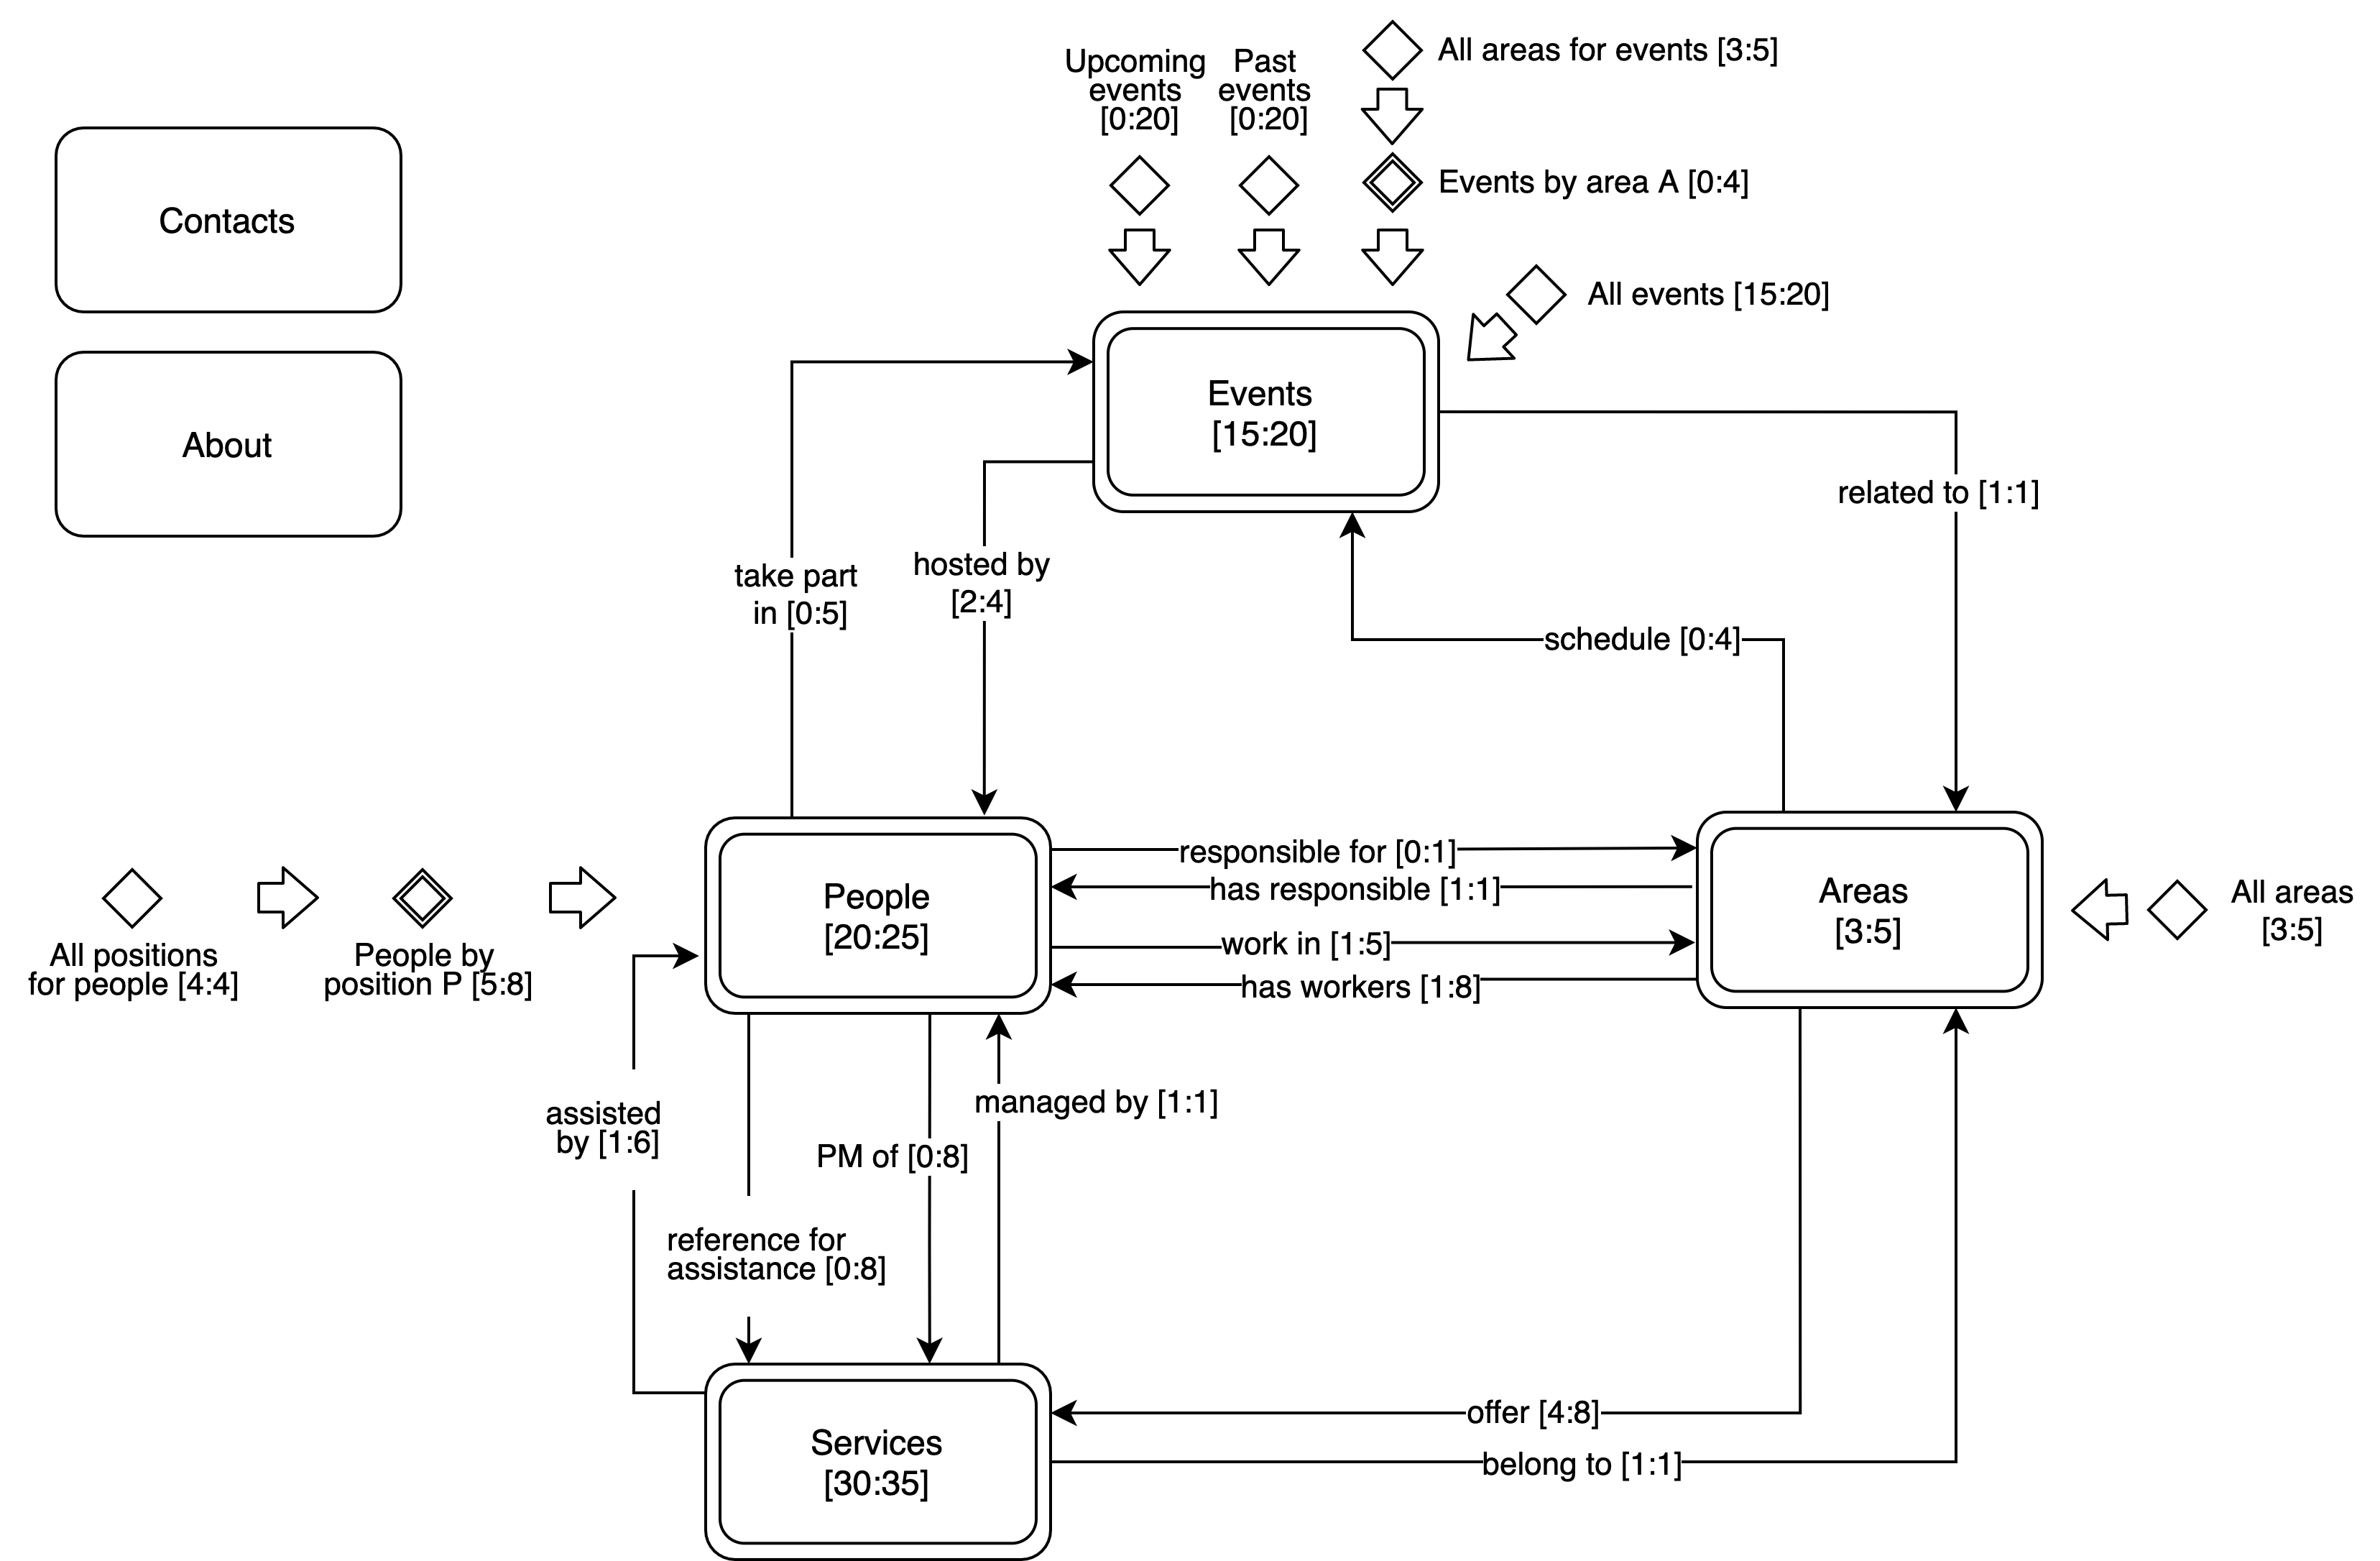 All areas for events [3:5]
Upcoming
events
[0:20]
Past
events
[0:20]
Events by area A [0:4]
Contacts
All events [15:20]
Events
[15:20]
About
related to [1:1]
take part
in [0:5]
hosted by
[2:4]
schedule [0:4]
responsible for [0:1]
has responsible [1:1]
work in [1:5]
has workers [1:8]
People
[20:25]
Areas
[3:5]
All areas
[3:5]
All positions
for people [4:4]
People by
position P [5:8]
assisted
by [1:6]
managed by [1:1]
PM of [0:8]
reference for
assistance [0:8]
offer [4:8]
belong to [1:1]
Services
[30:35]